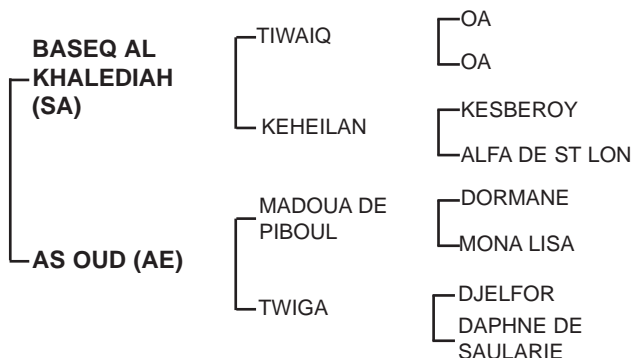 BASEQ AL
KHALEDIAH
(SA)
AS OUD (AE)
TIWAIQ
KEHEILAN
MADOUA DE
PIBOUL
TWIGA
OA
OA
KESBEROY
ALFA DE ST LON
DORMANE
MONA LISA
DJELFOR
DAPHNE DE
SAULARIE